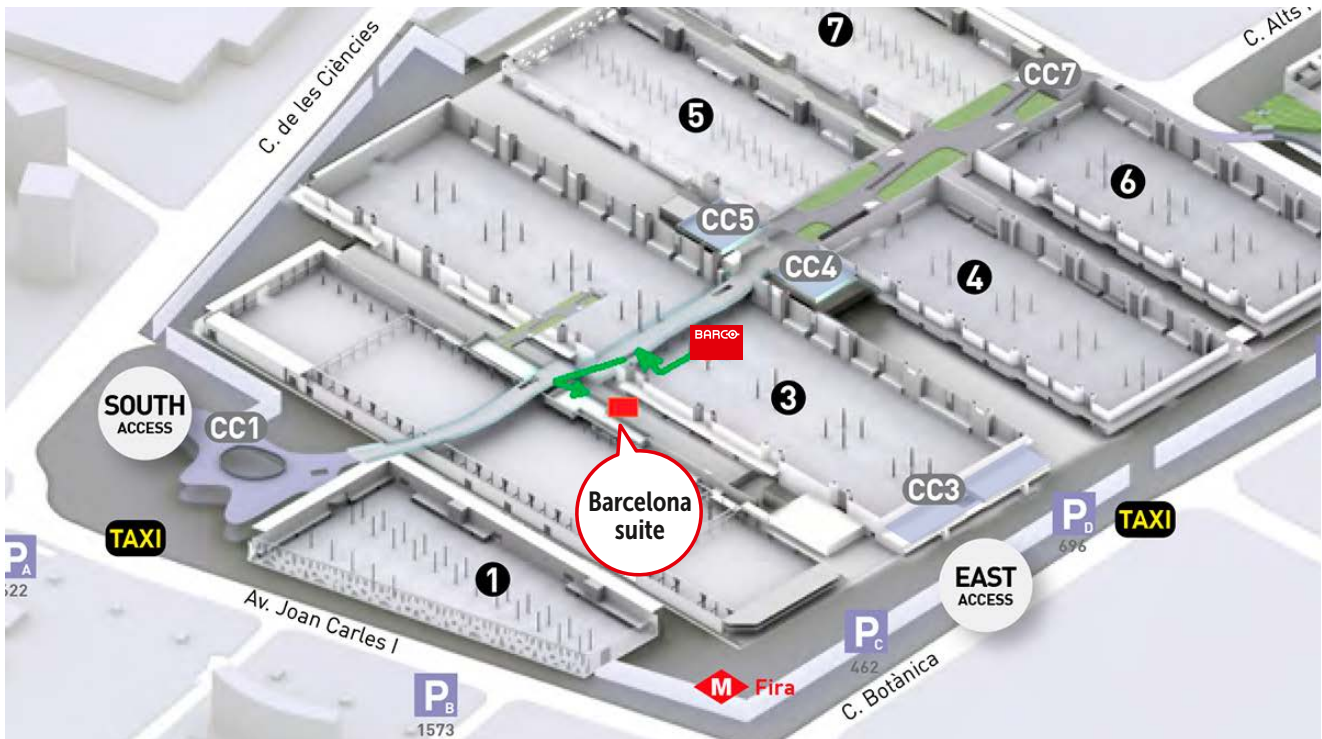 7
C. de les Ciències
CC7
5
6
CC5
CC4
4
BARCO
SOUTH
ACCESS
CC1
3
Barcelona
suite
CC3
TAXI
P D
696
TAXI
P A
1
EAST
ACCESS
Av. Joan Carles I
P C
462
M Fira
C. Botànica
P B
1573